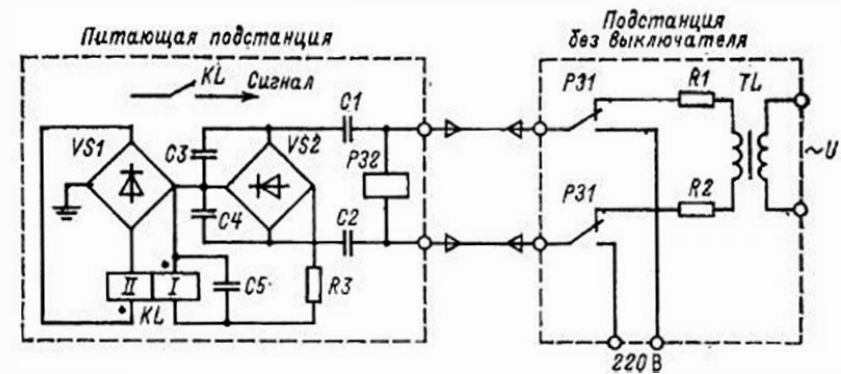 Питающая подстанция
Подстанция
без выключателя
KL Сигнал
C1
VS1
C3
VS2
P32
C4
C2
II I
KL
C5
R3
P31
R1
TL
~U
P31
R2
220 В